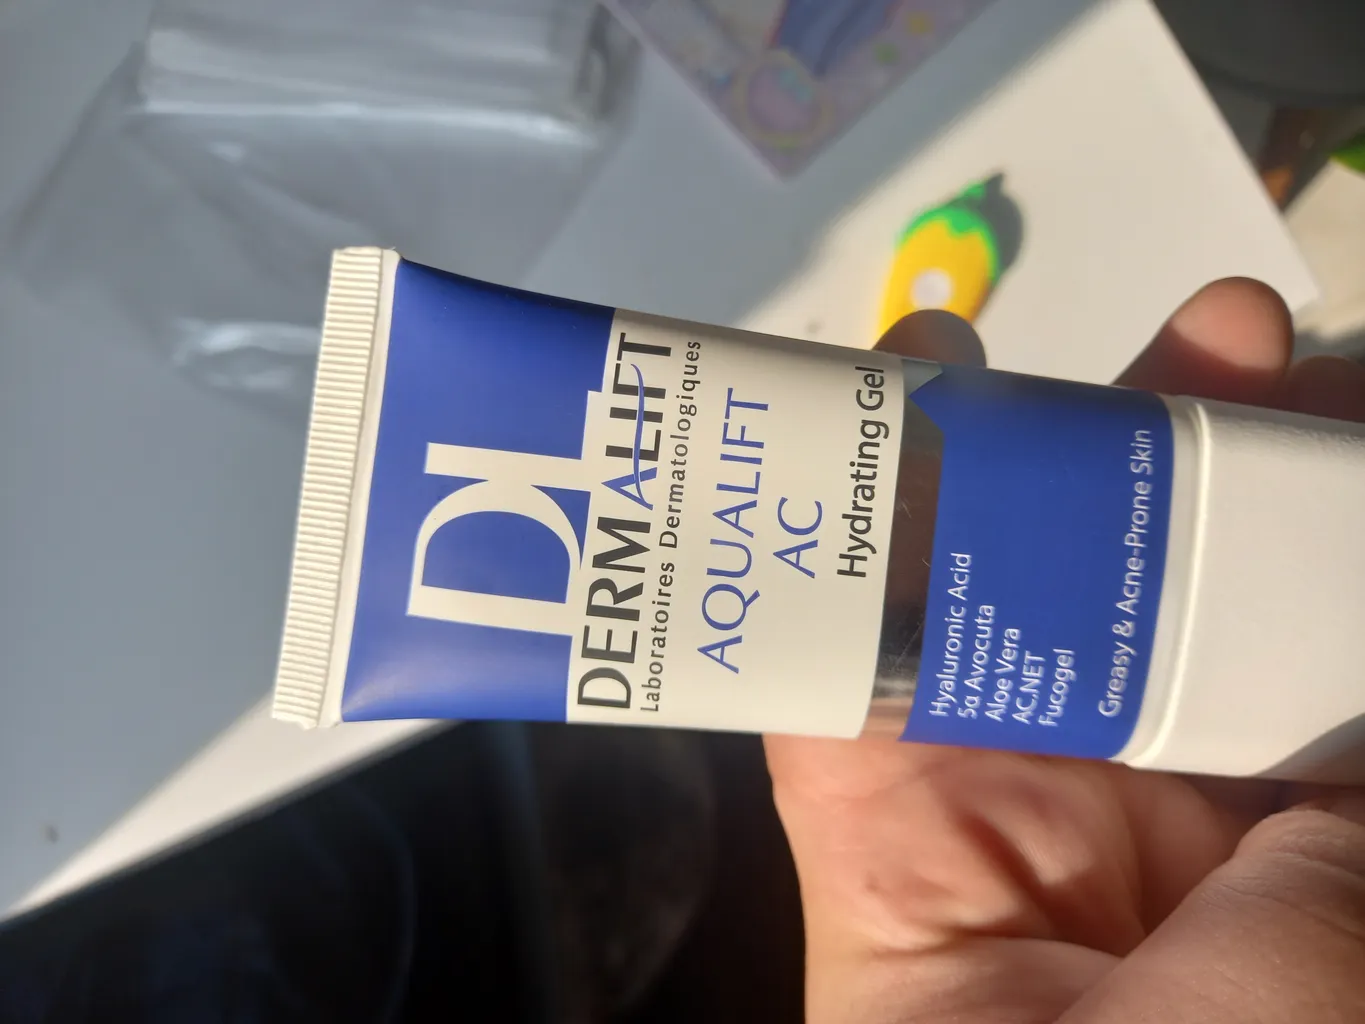 DL
DERMALIFT
Laboratoires Dermatologiques
AQUALIFT
AC
Hydrating Gel
Hyaluronic Acid
5α Avocuta
Aloe Vera
AC.NET
Fucogel
Greasy & Acne-Prone Skin